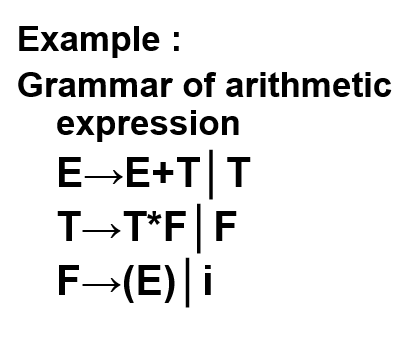 Example :
Grammar of arithmetic
expression
E→E+T│T
T→T*F│F
F→(E)│i